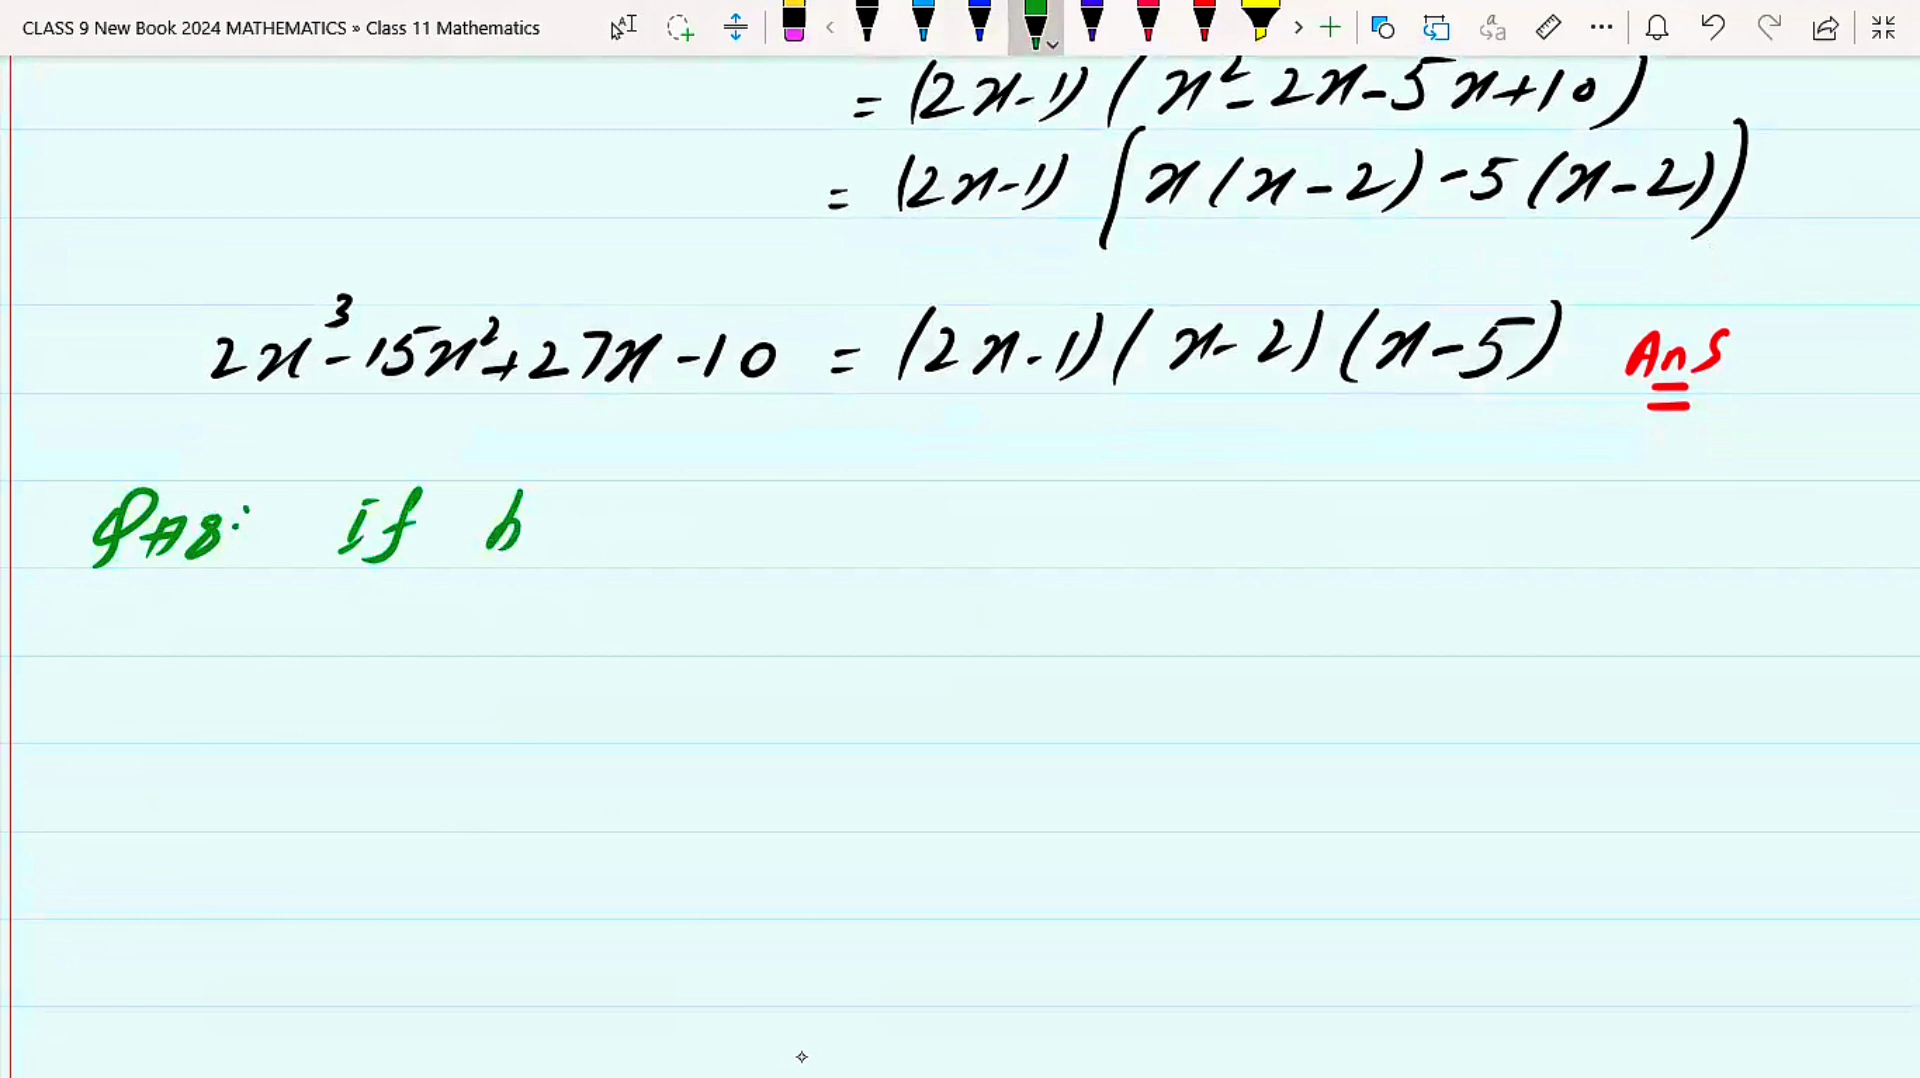 CLASS 9 New Book 2024 MATHEMATICS » Class 11 Mathematics
= (2x-1) ( x² - 2x - 5x + 10 )
= (2x-1) ( x ( x - 2 ) - 5 ( x - 2 ) )
2x³ - 15x² + 27x - 10 = (2x-1) ( x - 2 ) ( x - 5 ) Ans
if